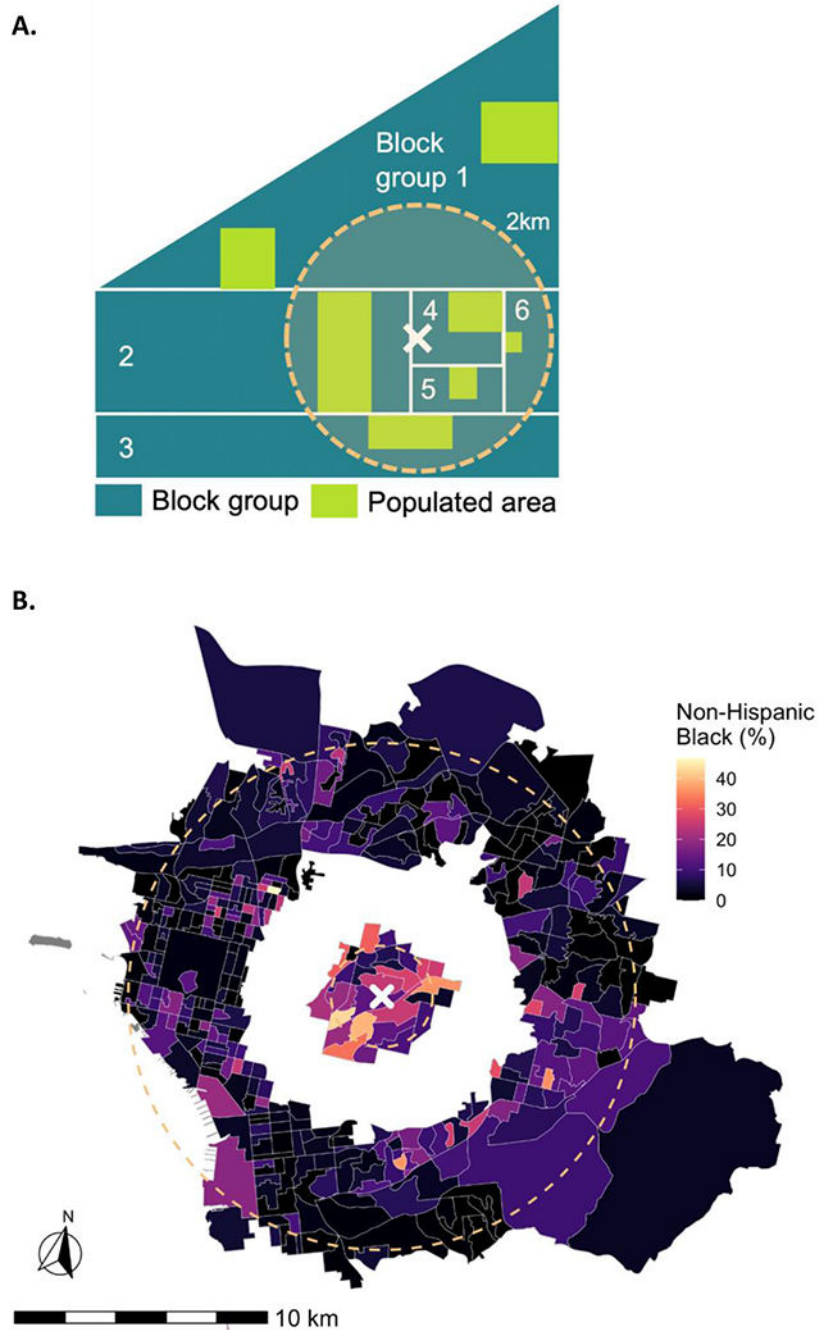 A.
Block
group 1
2km
4
6
2
5
3
Block group
Populated area
B.
Non-Hispanic
Black (%)
40
30
20
10
0
N
10 km